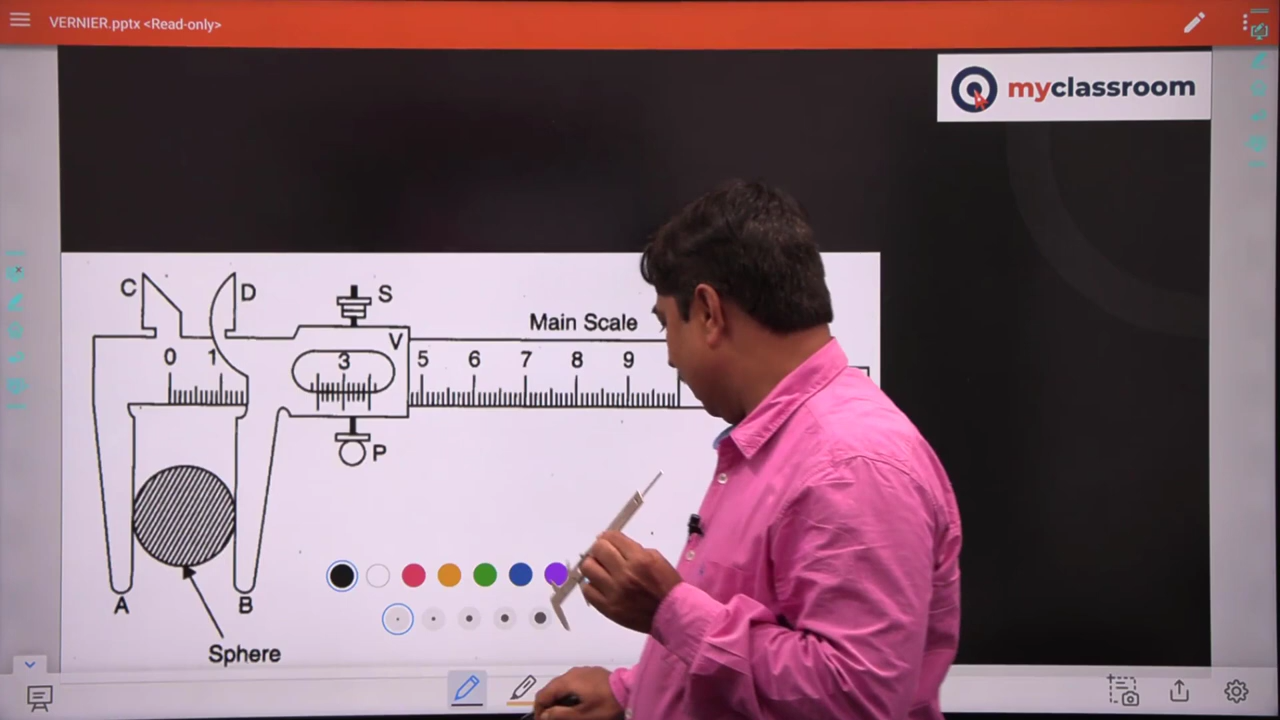 VERNIER.pptx <Read-only>
myclassroom
C
D
S
Main Scale
V
0 1 3 5 6 7 8 9
P
A
B
Sphere